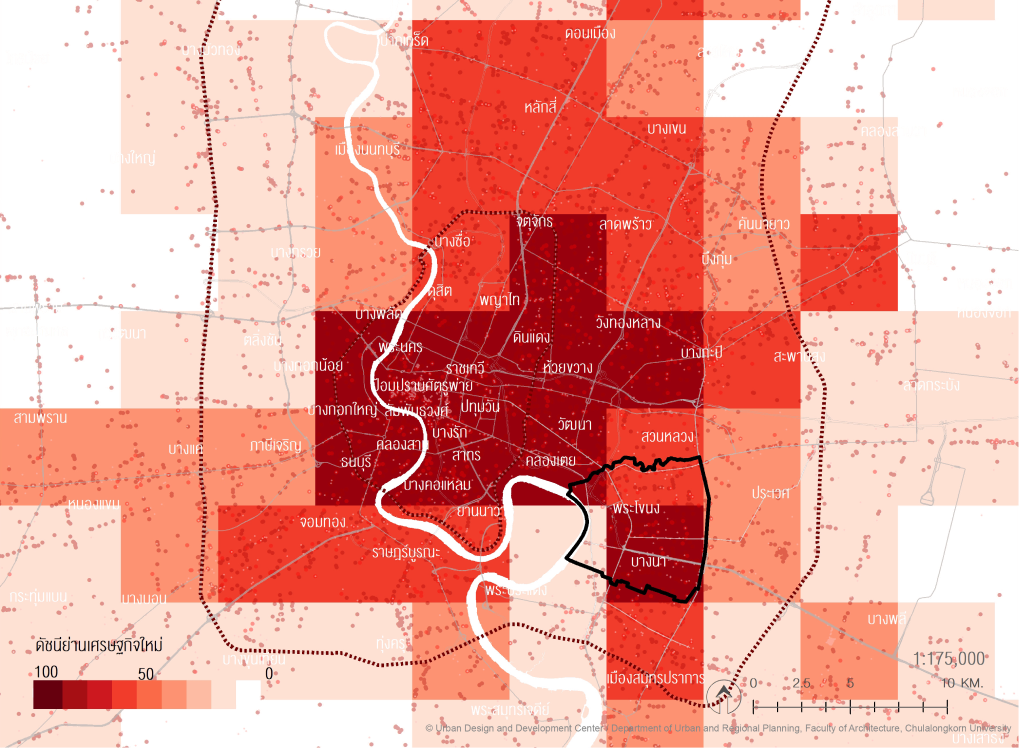 ปากเกร็ด
ดอนเมือง
บางบัวทอง
หลักสี่
บางเขน
เมืองนนทบุรี
จตุจักร
ลาดพร้าว
คันนายาว
บางซื่อ
บางกรวย
บึงกุ่ม
ดุสิต
พญาไท
บางพลัด
วังทองหลาง
ดินแดง
ตลิ่งชัน
พระนคร
บางกะปิ
สะพานสูง
บางกอกน้อย
ราชเทวี
ห้วยขวาง
ป้อมปราบศัตรูพ่าย
ลาดกระบัง
บางกอกใหญ่
สัมพันธวงศ์
ปทุมวัน
สามพราน
วัฒนา
บางรัก
สวนหลวง
คลองสาน
บางแค
ภาษีเจริญ
สาทร
ธนบุรี
คลองเตย
บางคอแหลม
ประเวศ
หนองแขม
ยานนาวา
พระโขนง
จอมทอง
ราษฎร์บูรณะ
บางนา
พระประแดง
กระทุ่มแบน
บางบอน
บางพลี
ทุ่งครุ
ดัชนีย่านเศรษฐกิจใหม่
100 50 0
บางขุนเทียน
1:175,000
เมืองสมุทรปราการ
0 2.5 5 10 KM.
พระสมุทรเจดีย์
© Urban Design and Development Center - Department of Urban and Regional Planning, Faculty of Architecture, Chulalongkorn University